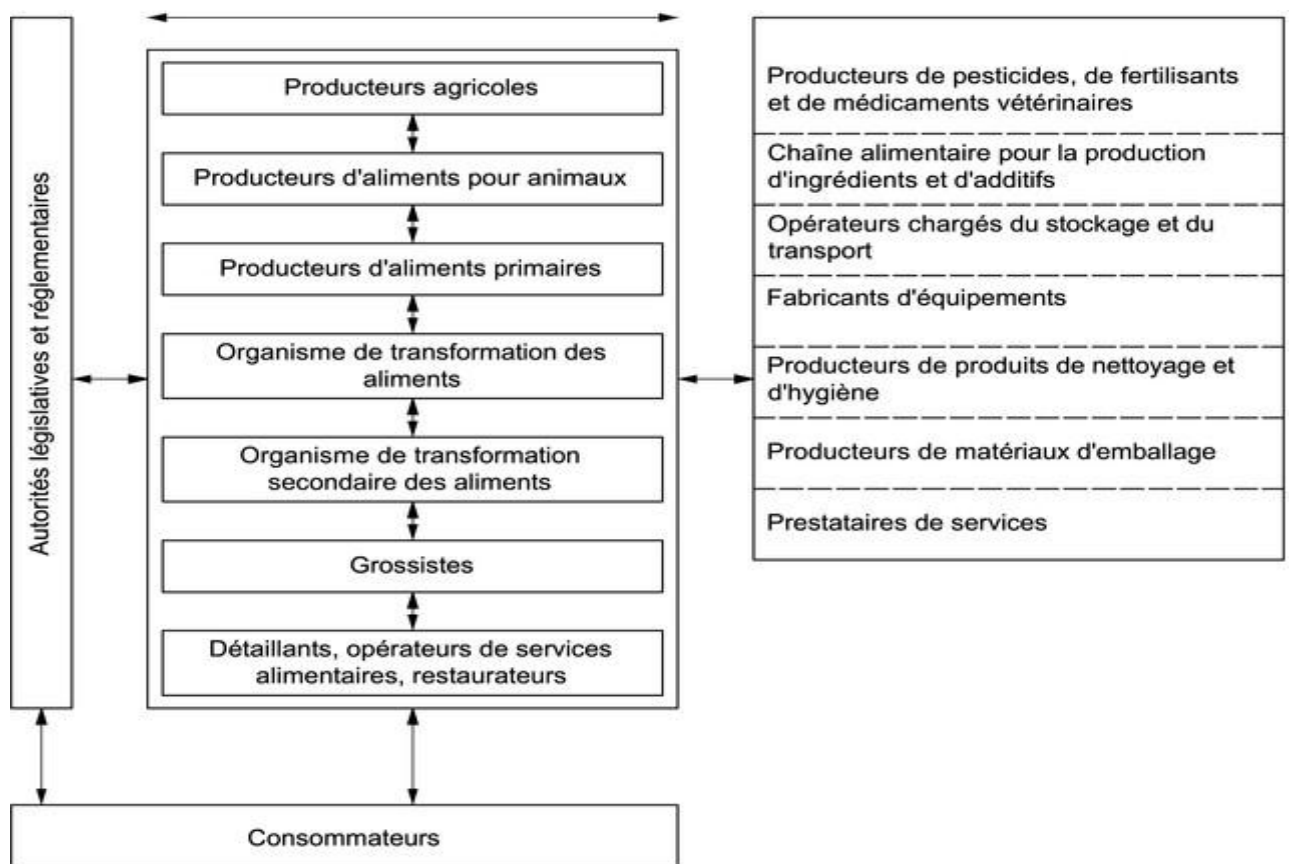 Autorités législatives et réglementaires
Producteurs agricoles
Producteurs d'aliments pour animaux
Producteurs d'aliments primaires
Organisme de transformation des
aliments
Organisme de transformation
secondaire des aliments
Grossistes
Détaillants, opérateurs de services
alimentaires, restaurateurs
Producteurs de pesticides, de fertilisants
et de médicaments vétérinaires
Chaîne alimentaire pour la production
d'ingrédients et d'additifs
Opérateurs chargés du stockage et du
transport
Fabricants d'équipements
Producteurs de produits de nettoyage et
d'hygiène
Producteurs de matériaux d'emballage
Prestataires de services
Consommateurs